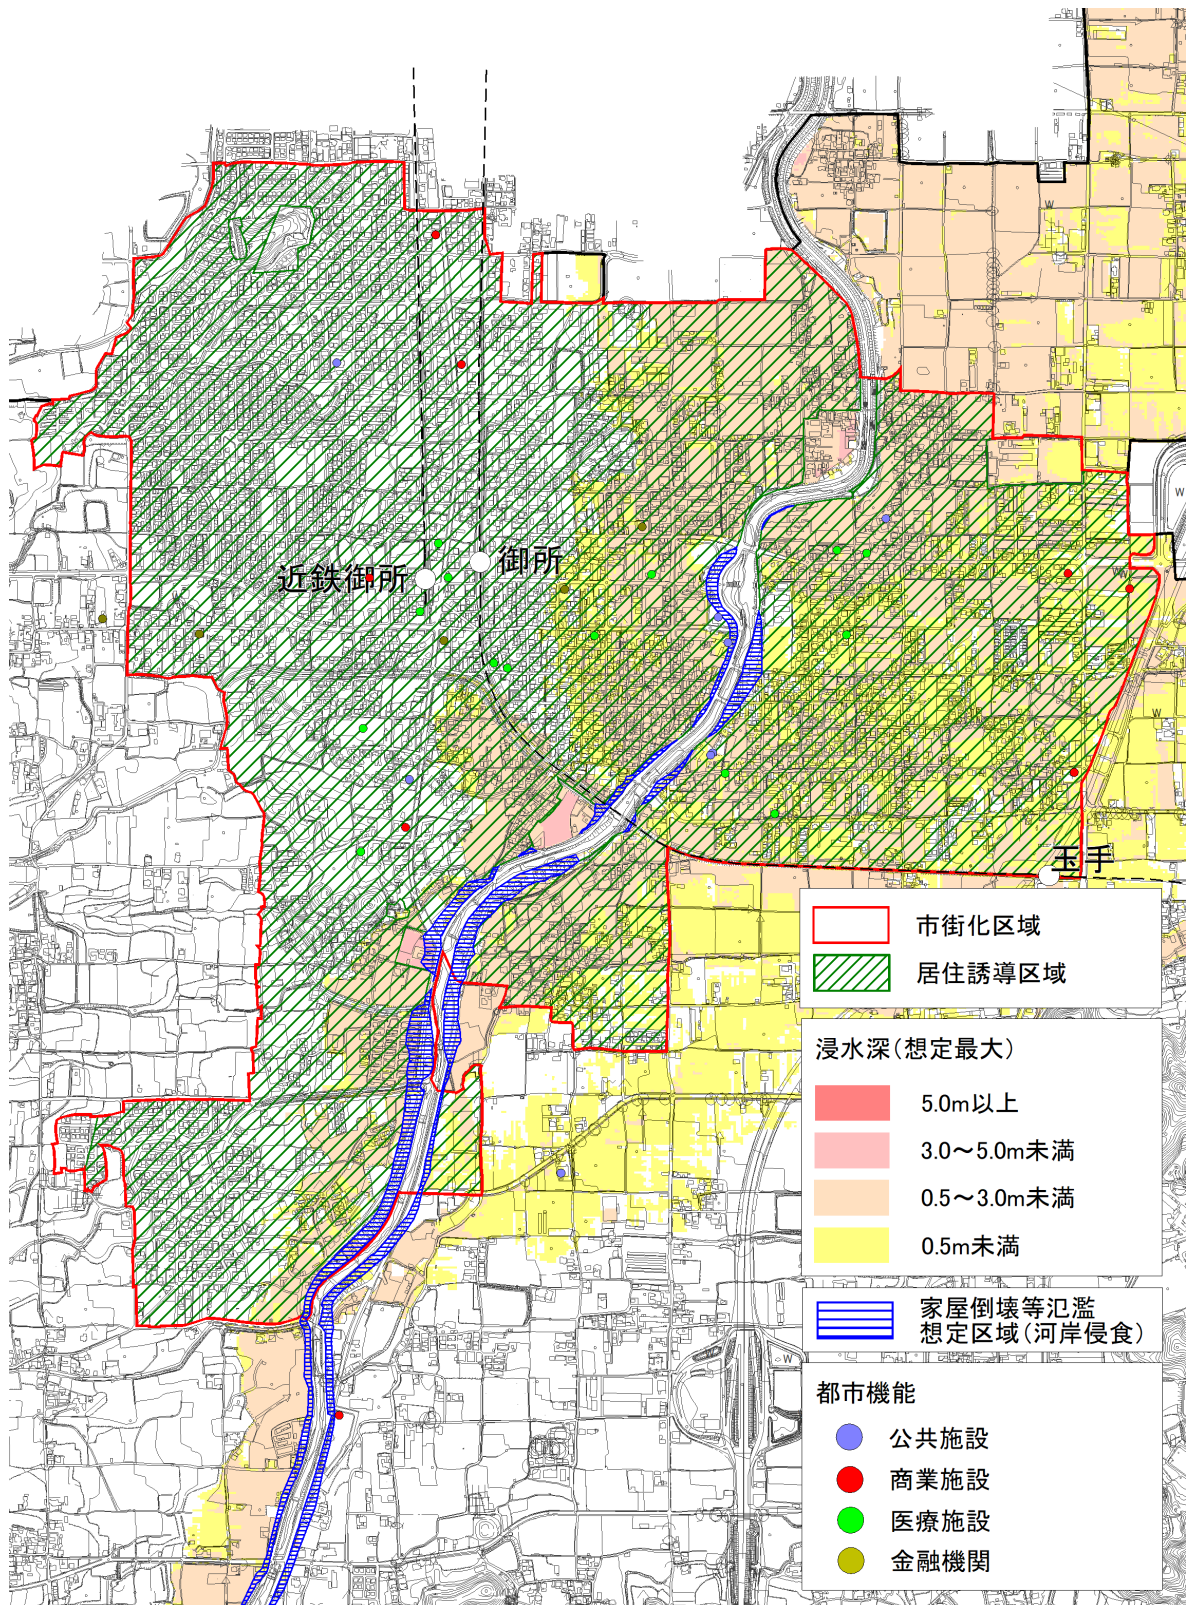 W
W
近鉄御所
御所
W
W
W
W
W
W
玉手
市街化区域
居住誘導区域
浸水深(想定最大)
5.0m以上
3.0～5.0m未満
0.5～3.0m未満
0.5m未満
家屋倒壊等氾濫
想定区域(河岸侵食)
W
都市機能
公共施設
商業施設
医療施設
金融機関